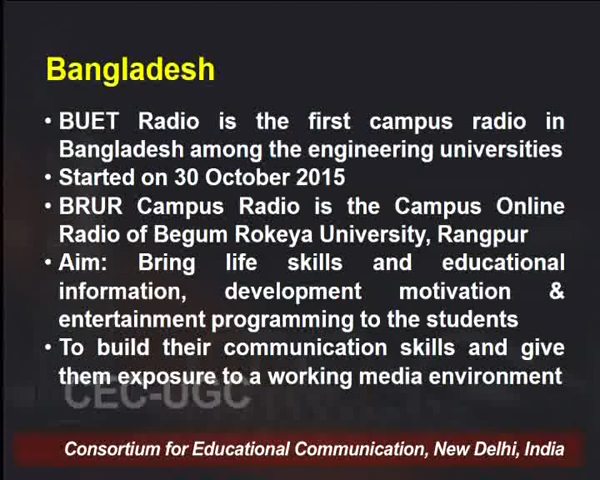 Bangladesh
• BUET Radio is the first campus radio in
Bangladesh among the engineering universities
• Started on 30 October 2015
• BRUR Campus Radio is the Campus Online
Radio of Begum Rokeya University, Rangpur
• Aim: Bring life skills and educational
information, development motivation &
entertainment programming to the students
• To build their communication skills and give
them exposure to a working media environment
CEC-UGC
Consortium for Educational Communication, New Delhi, India